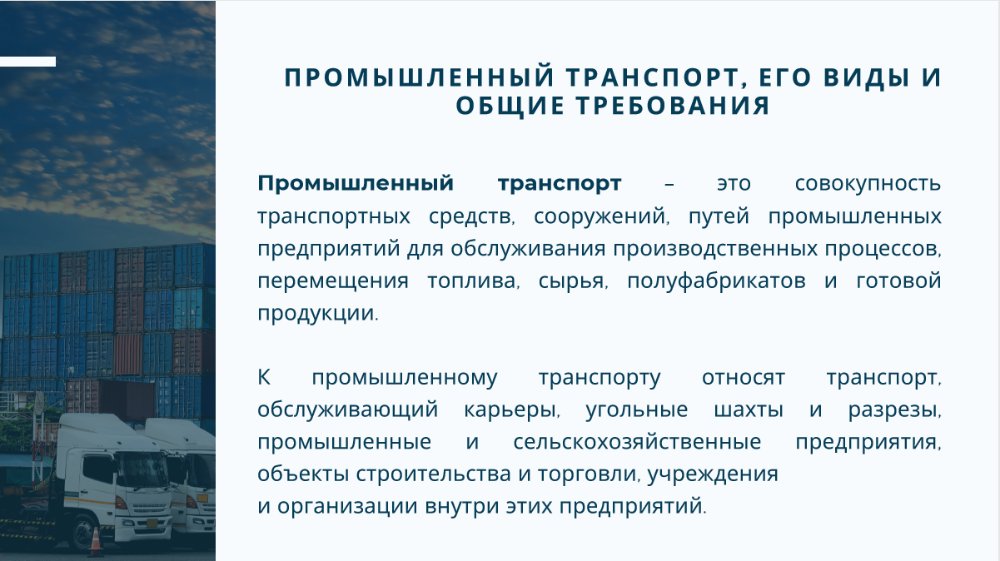 ПРОМЫШЛЕННЫЙ ТРАНСПОРТ, ЕГО ВИДЫ И
ОБЩИЕ ТРЕБОВАНИЯ
Промышленный транспорт – это совокупность
транспортных средств, сооружений, путей промышленных
предприятий для обслуживания производственных процессов,
перемещения топлива, сырья, полуфабрикатов и готовой
продукции.
К промышленному транспорту относят транспорт,
обслуживающий карьеры, угольные шахты и разрезы,
промышленные и сельскохозяйственные предприятия,
объекты строительства и торговли, учреждения
и организации внутри этих предприятий.